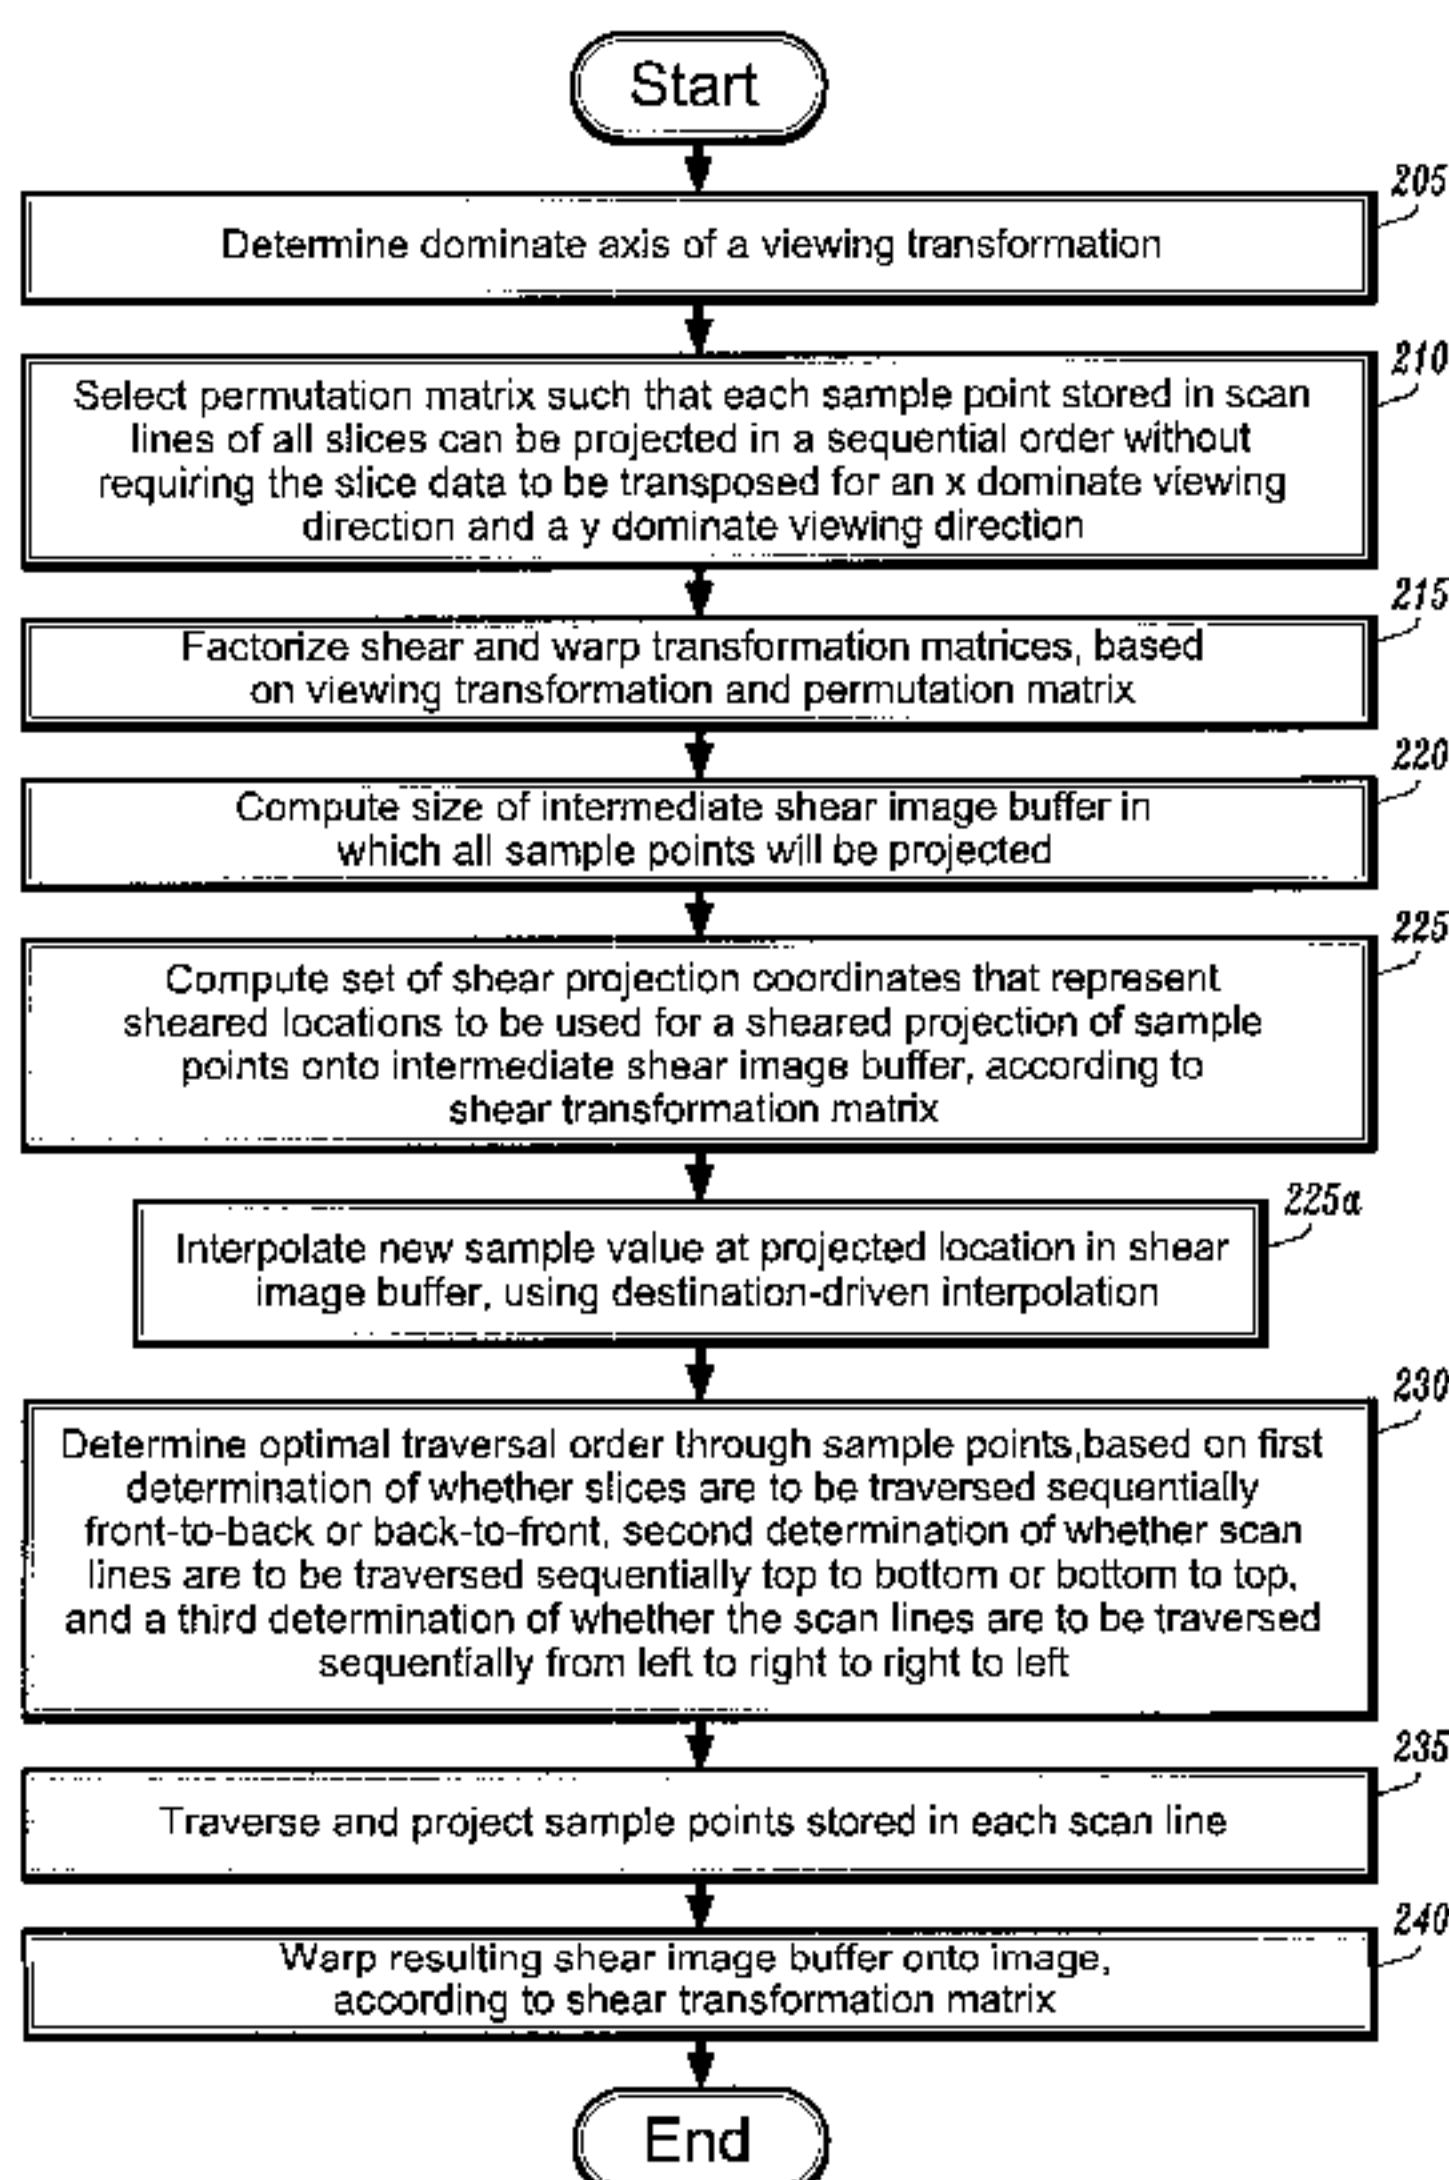 Start
205
Determine dominate axis of a viewing transformation
210
Select permutation matrix such that each sample point stored in scan
lines of all slices can be projected in a sequential order without
requiring the slice data to be transposed for an x dominate viewing
direction and a y dominate viewing direction
215
Factorize shear and warp transformation matrices, based
on viewing transformation and permutation matrix
220
Compute size of intermediate shear image buffer in
which all sample points will be projected
225
Compute set of shear projection coordinates that represent
sheared locations to be used for a sheared projection of sample
points onto intermediate shear image buffer, according to
shear transformation matrix
225a
Interpolate new sample value at projected location in shear
image buffer, using destination-driven interpolation
230
Determine optimal traversal order through sample points,based on first
determination of whether slices are to be traversed sequentially
front-to-back or back-to-front, second determination of whether scan
lines are to be traversed sequentially top to bottom or bottom to top,
and a third determination of whether the scan lines are to be traversed
sequentially from left to right to right to left
235
Traverse and project sample points stored in each scan line
240
Warp resulting shear image buffer onto image,
according to shear transformation matrix
End